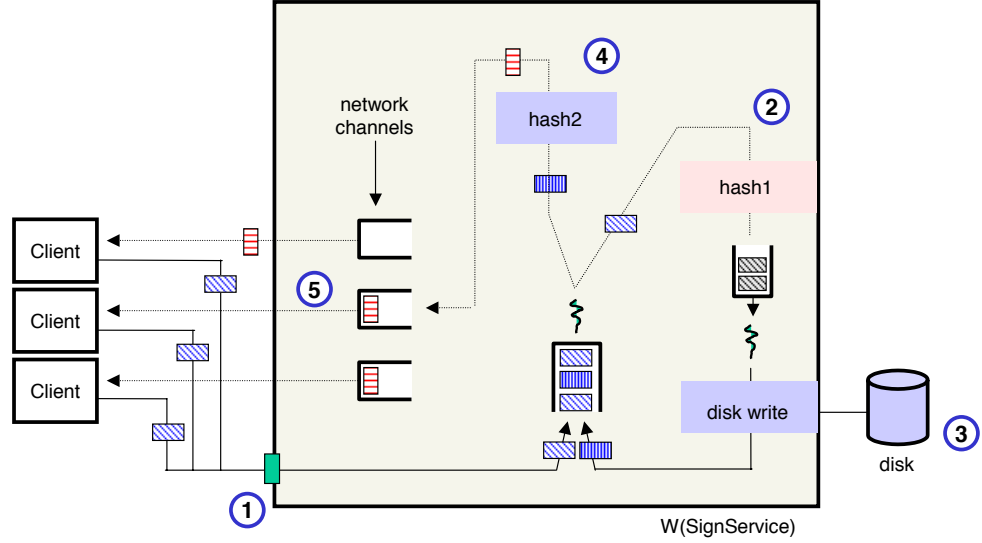 4
2
network
channels
hash2
hash1
Client
Client
Client
5
disk write
3
disk
1
W(SignService)